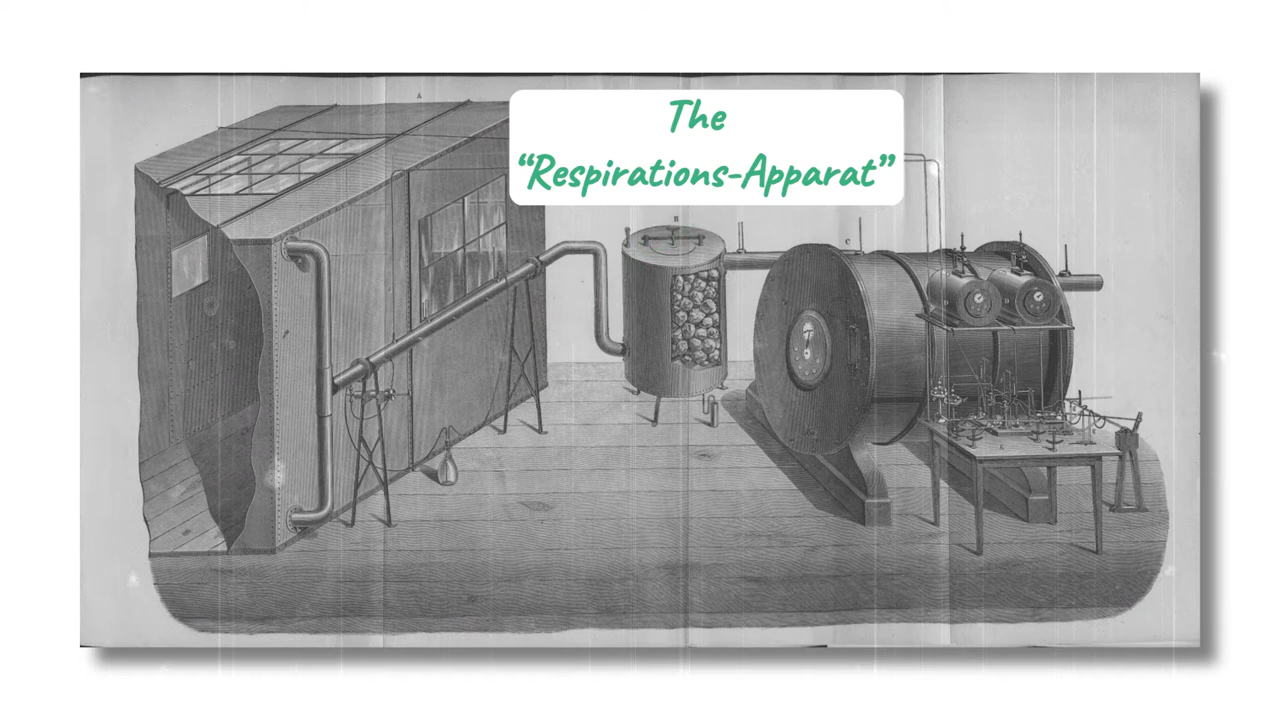 The
“Respirations-Apparat”
A
B
C
D
D